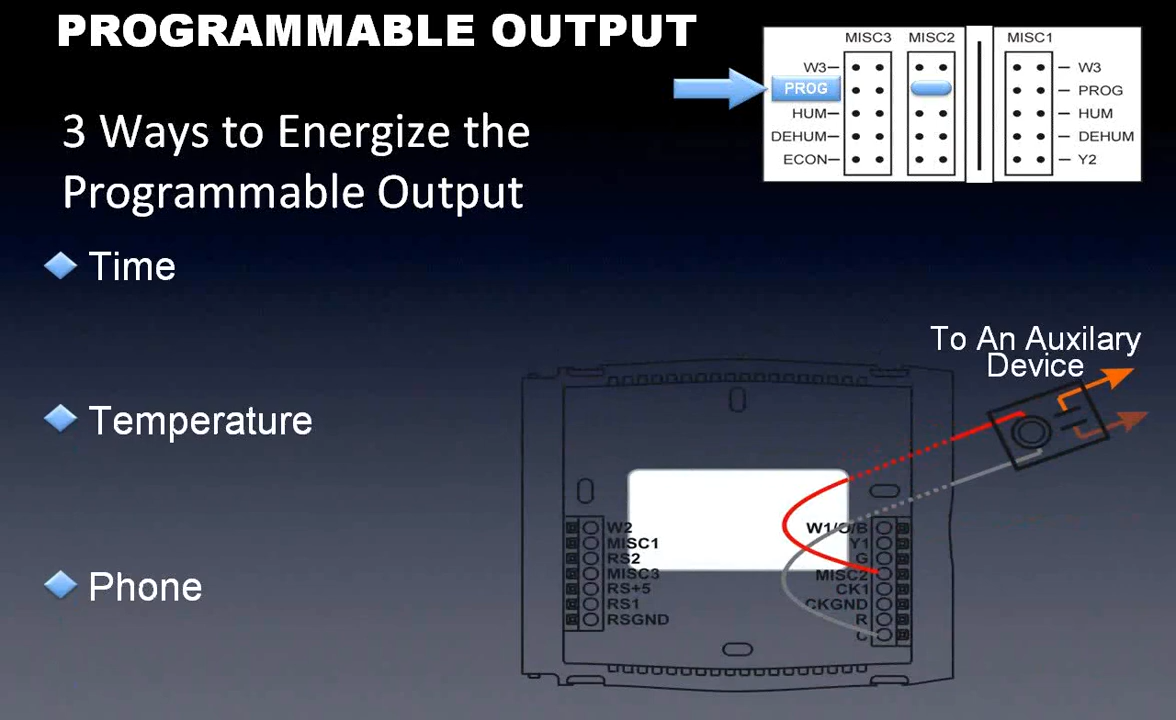 PROGRAMMABLE OUTPUT
3 Ways to Energize the
Programmable Output
Time
Temperature
Phone
MISC3
MISC2
MISC1
W3
PROG
HUM
DEHUM
ECON
W3
PROG
HUM
DEHUM
Y2
To An Auxilary
Device
W2
MISC1
RS2
MISC3
RS+5
RS1
RSGND
W1/O/B
Y1
G
MISC2
CK1
CKGND
R
C